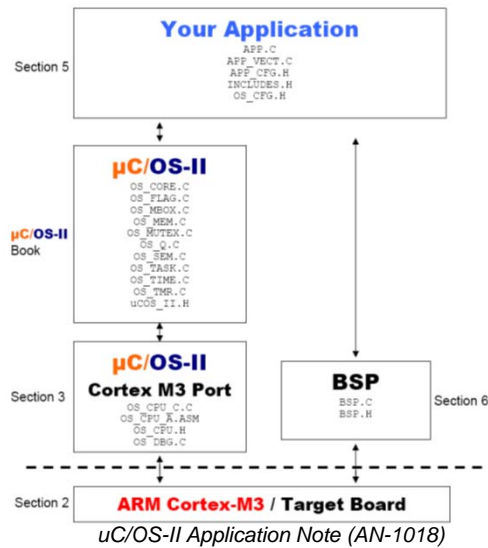 Your Application
APP.C
APP_VECT.C
APP_CFG.H
INCLUDES.H
OS_CFG.H
Section 5
µC/OS-II
OS_CORE.C
OS_FLAG.C
OS_MBOX.C
OS_MEM.C
OS_MUTEX.C
OS_Q.C
OS_SEM.C
OS_TASK.C
OS_TIME.C
OS_TMR.C
uCOS_II.H
µC/OS-II
Book
µC/OS-II
Cortex M3 Port
OS_CPU_C.C
OS_CPU_A.ASM
OS_CPU.H
OS_DBG.C
Section 3
BSP
BSP.C
BSP.H
Section 6
Section 2
ARM Cortex-M3 / Target Board
uC/OS-II Application Note (AN-1018)